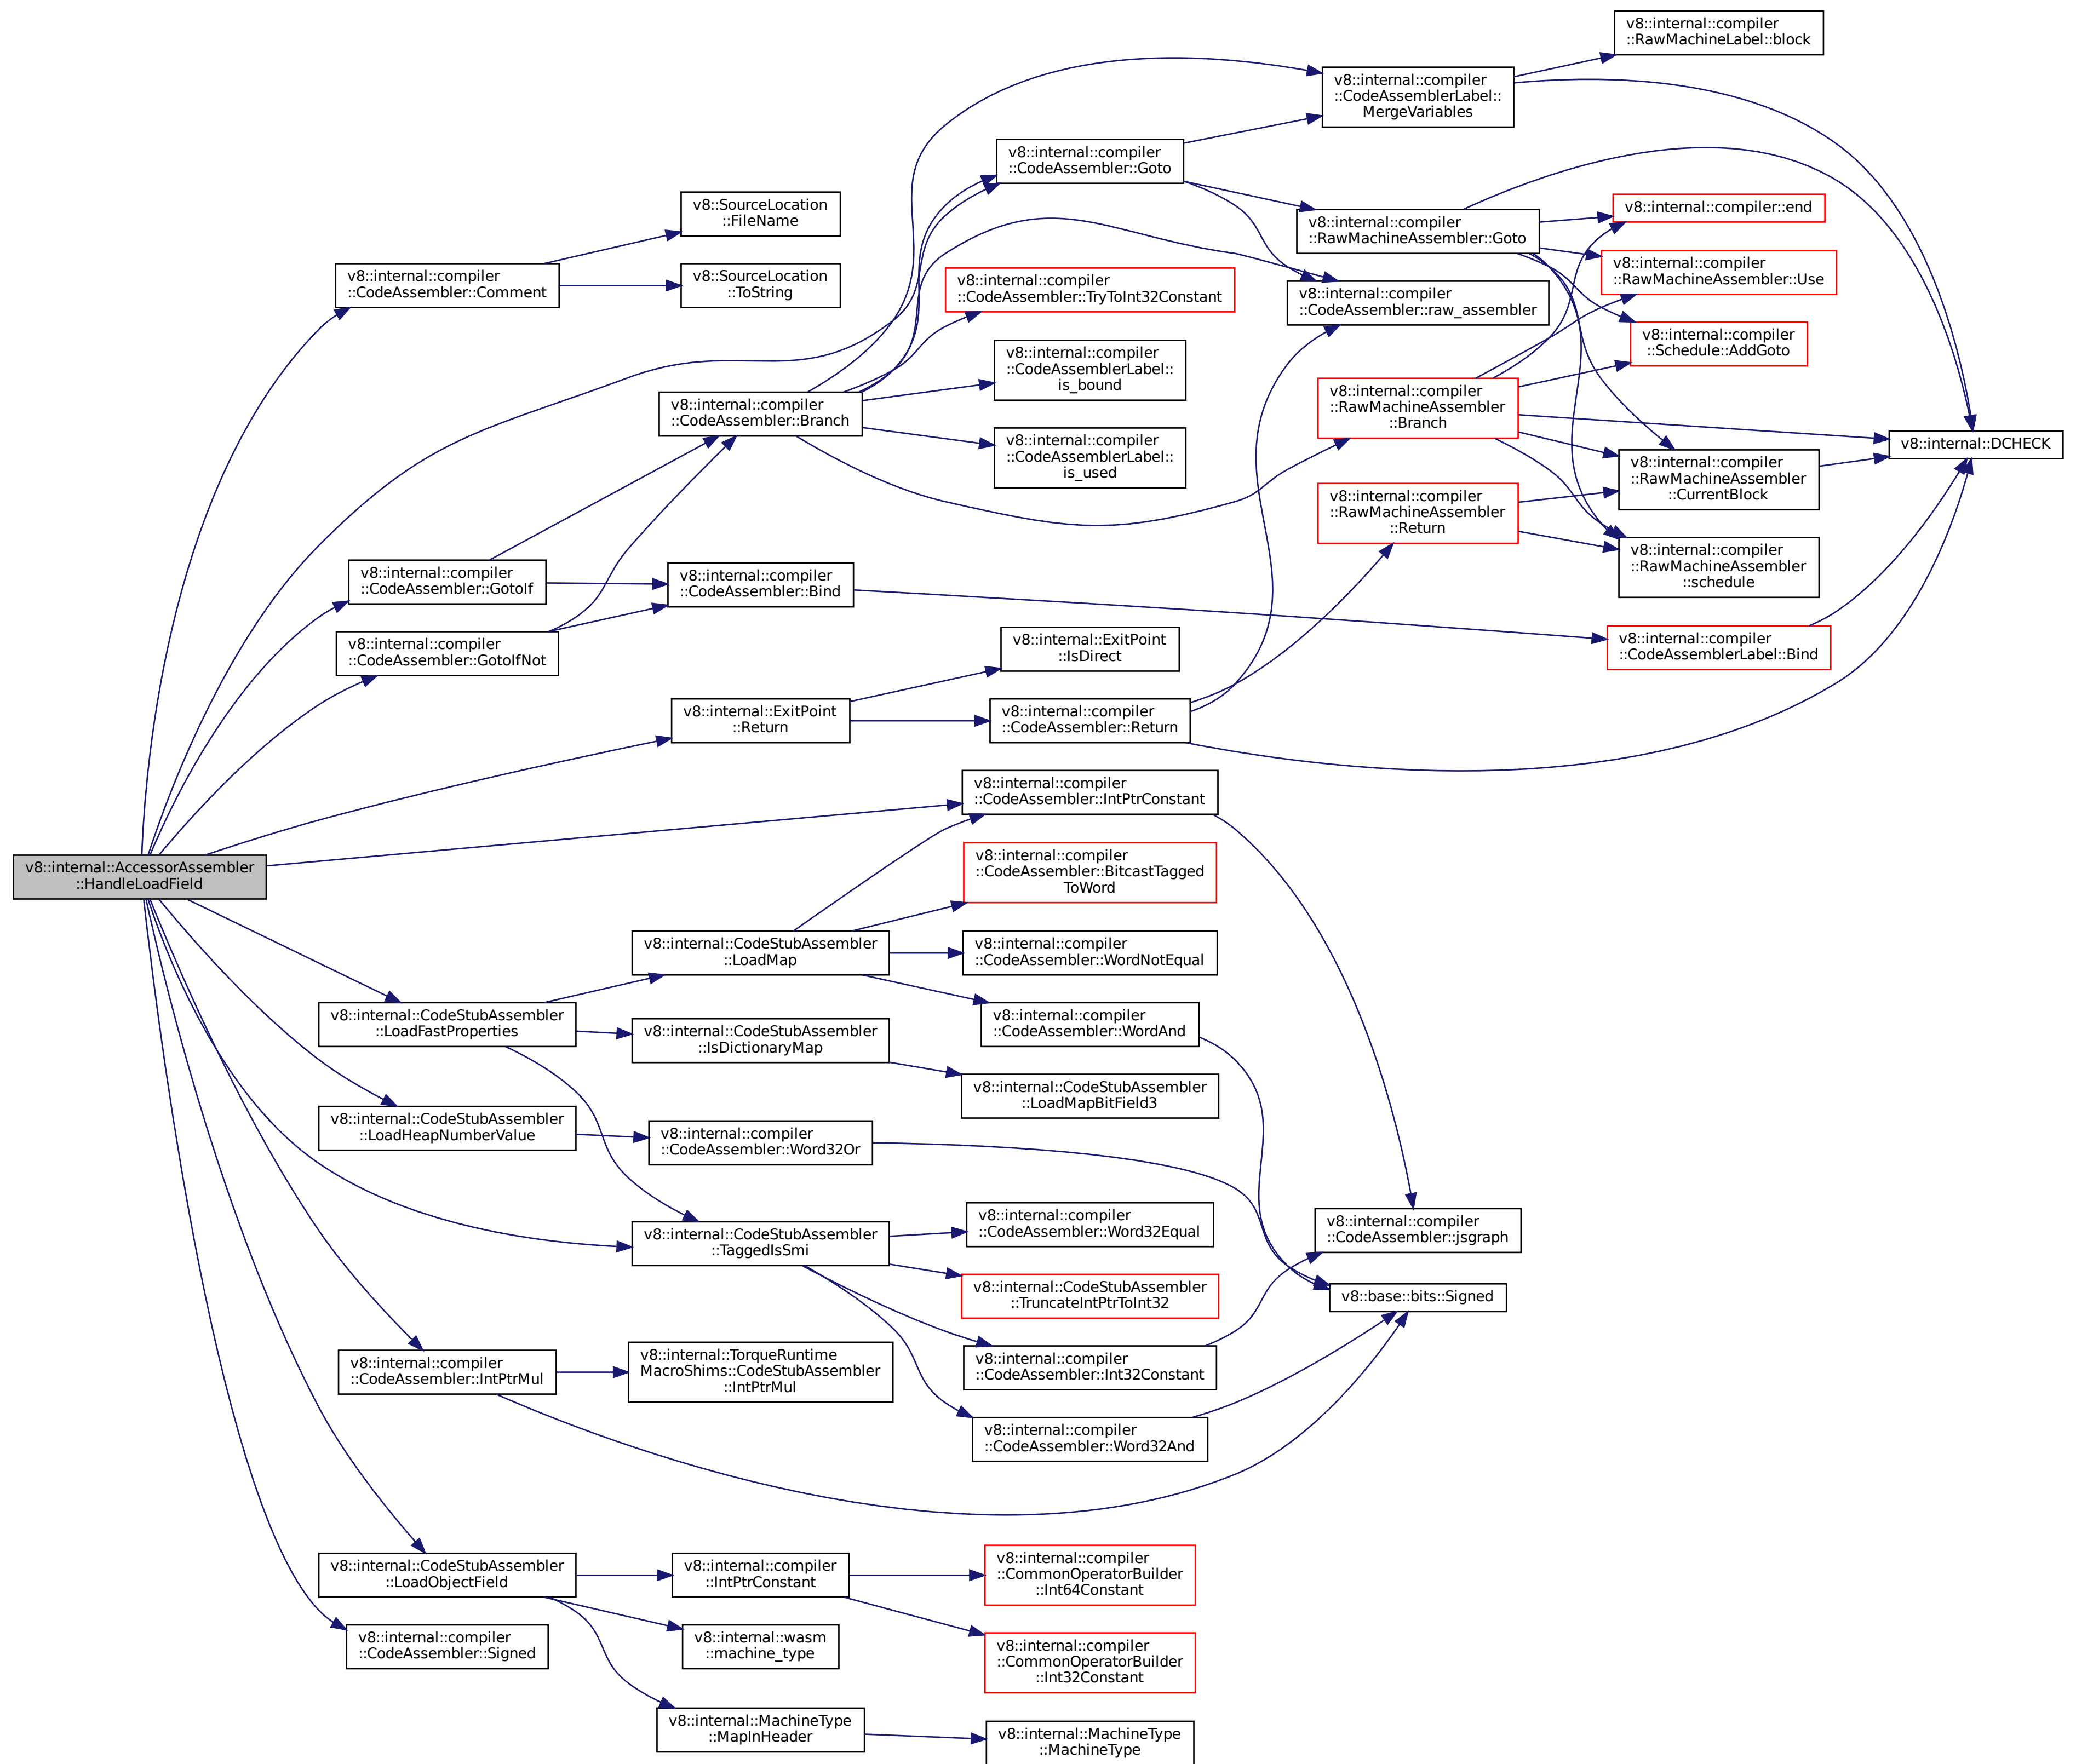 v8::internal::AccessorAssembler
::HandleLoadField
v8::internal::compiler
::CodeAssembler::Comment
v8::SourceLocation
::FileName
v8::SourceLocation
::ToString
v8::internal::compiler
::CodeAssembler::Goto
v8::internal::compiler
::CodeAssemblerLabel::
MergeVariables
v8::internal::compiler
::RawMachineLabel::block
v8::internal::compiler
::RawMachineAssembler::Goto
v8::internal::compiler::end
v8::internal::compiler
::RawMachineAssembler::Use
v8::internal::compiler
::CodeAssembler::TryToInt32Constant
v8::internal::compiler
::CodeAssembler::raw_assembler
v8::internal::compiler
::Schedule::AddGoto
v8::internal::compiler
::CodeAssemblerLabel::
is_bound
v8::internal::compiler
::CodeAssembler::Branch
v8::internal::compiler
::RawMachineAssembler
::Branch
v8::internal::DCHECK
v8::internal::compiler
::CodeAssemblerLabel::
is_used
v8::internal::compiler
::RawMachineAssembler
::CurrentBlock
v8::internal::compiler
::RawMachineAssembler
::Return
v8::internal::compiler
::RawMachineAssembler
::schedule
v8::internal::compiler
::CodeAssembler::GotoIf
v8::internal::compiler
::CodeAssembler::Bind
v8::internal::compiler
::CodeAssembler::GotoIfNot
v8::internal::compiler
::CodeAssemblerLabel::Bind
v8::internal::ExitPoint
::IsDirect
v8::internal::ExitPoint
::Return
v8::internal::compiler
::CodeAssembler::Return
v8::internal::compiler
::CodeAssembler::IntPtrConstant
v8::internal::compiler
::CodeAssembler::BitcastTagged
ToWord
v8::internal::CodeStubAssembler
::LoadMap
v8::internal::compiler
::CodeAssembler::WordNotEqual
v8::internal::CodeStubAssembler
::LoadFastProperties
v8::internal::CodeStubAssembler
::IsDictionaryMap
v8::internal::compiler
::CodeAssembler::WordAnd
v8::internal::CodeStubAssembler
::LoadMapBitField3
v8::internal::CodeStubAssembler
::LoadHeapNumberValue
v8::internal::compiler
::CodeAssembler::Word32Or
v8::internal::CodeStubAssembler
::TaggedIsSmi
v8::internal::compiler
::CodeAssembler::Word32Equal
v8::internal::compiler
::CodeAssembler::jsgraph
v8::internal::CodeStubAssembler
::TruncateIntPtrToInt32
v8::base::bits::Signed
v8::internal::compiler
::CodeAssembler::IntPtrMul
v8::internal::TorqueRuntime
MacroShims::CodeStubAssembler
::IntPtrMul
v8::internal::compiler
::CodeAssembler::Int32Constant
v8::internal::compiler
::CodeAssembler::Word32And
v8::internal::CodeStubAssembler
::LoadObjectField
v8::internal::compiler
::IntPtrConstant
v8::internal::compiler
::CommonOperatorBuilder
::Int64Constant
v8::internal::compiler
::CodeAssembler::Signed
v8::internal::wasm
::machine_type
v8::internal::compiler
::CommonOperatorBuilder
::Int32Constant
v8::internal::MachineType
::MapInHeader
v8::internal::MachineType
::MachineType